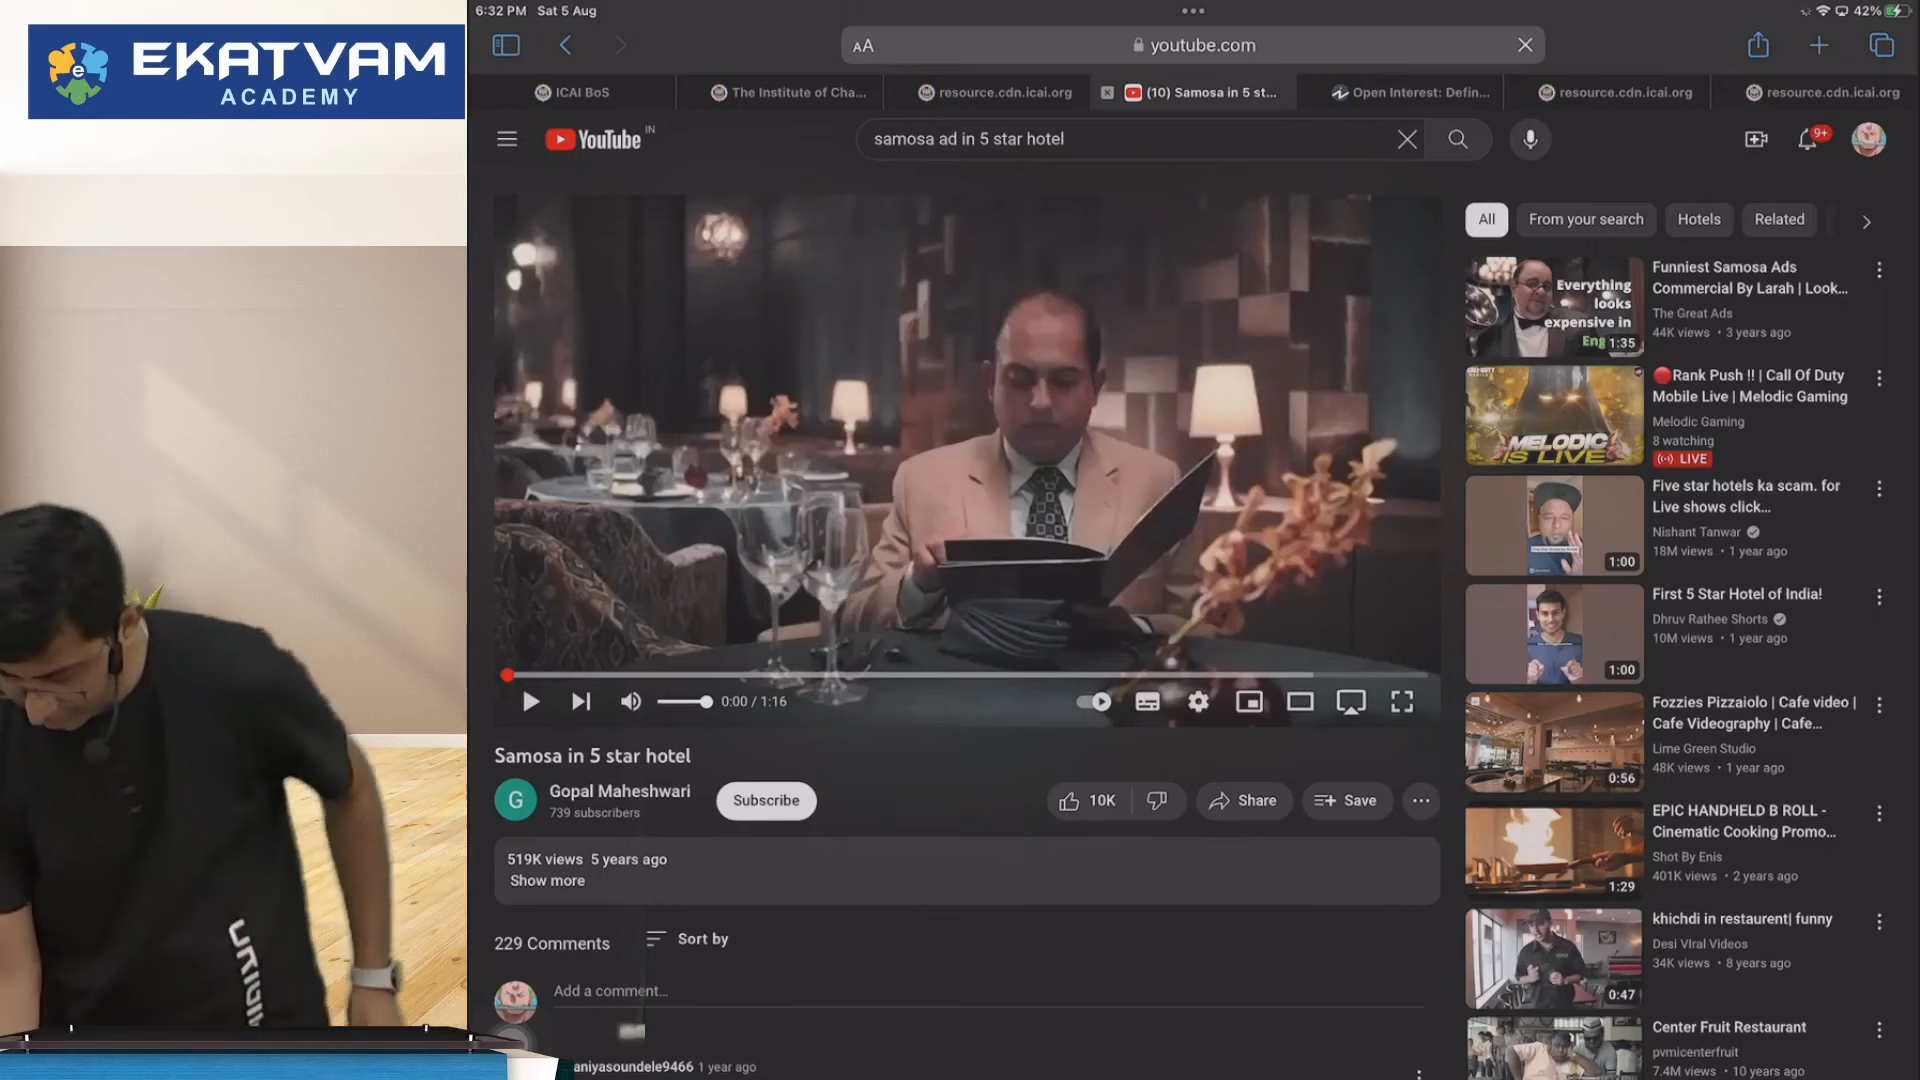 6:32 PM Sat 5 Aug
42%
EKATVAM
ACADEMY
e
AA
youtube.com
ICAI BoS
The Institute of Cha...
resource.cdn.icai.org
(10) Samosa in 5 st...
Open Interest: Defin...
resource.cdn.icai.org
resource.cdn.icai.org
YouTube IN
samosa ad in 5 star hotel
9+
All
From your search
Hotels
Related
Everything
looks
expensive in
Eng
1:35
Funniest Samosa Ads
Commercial By Larah | Look...
The Great Ads
44K views • 3 years ago
MELODIC
IS LIVE
Rank Push !! | Call Of Duty
Mobile Live | Melodic Gaming
Melodic Gaming
8 watching
LIVE
1:00
Five star hotels ka scam. for
Live shows click...
Nishant Tanwar
18M views • 1 year ago
1:00
First 5 Star Hotel of India!
Dhruv Rathee Shorts
10M views • 1 year ago
0:56
Fozzies Pizzaiolo | Cafe video |
Cafe Videography | Cafe...
Lime Green Studio
48K views • 1 year ago
1:29
EPIC HANDHELD B ROLL -
Cinematic Cooking Promo...
Shot By Enis
401K views • 2 years ago
0:47
khichdi in restaurent| funny
Desi VIral Videos
34K views • 8 years ago
Center Fruit Restaurant
pvmicenterfruit
7.4M views • 10 years ago
0:00 / 1:16
Samosa in 5 star hotel
G
Gopal Maheshwari
739 subscribers
Subscribe
10K
Share
Save
519K views 5 years ago
Show more
229 Comments
Sort by
Add a comment...
aniyasoundele9466 1 year ago